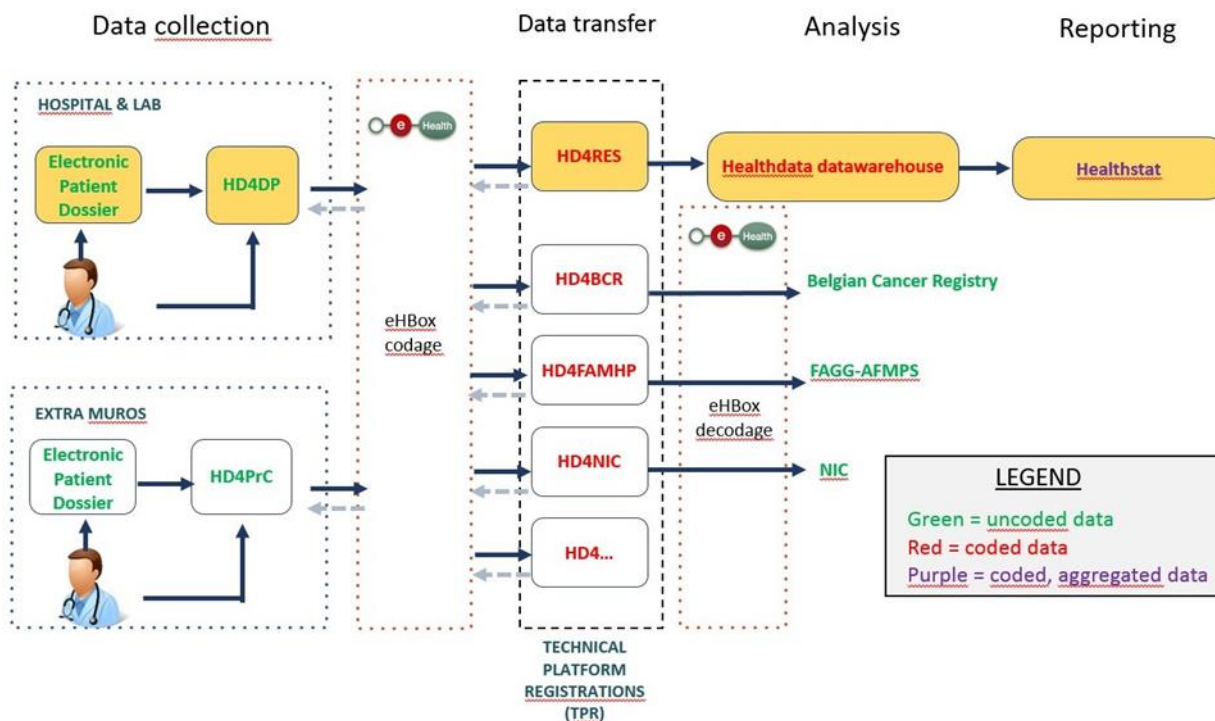 Data collection
Data transfer
Analysis
Reporting
HOSPITAL & LAB
Electronic
Patient
Dossier
HD4DP
e
Health
eHBox
codage
EXTRA MUROS
Electronic
Patient
Dossier
HD4PrC
HD4RES
HD4BCR
HD4FAMHP
HD4NIC
HD4...
TECHNICAL
PLATFORM
REGISTRATIONS
(TPR)
Healthdata datawarehouse
Healthstat
e
Health
eHBox
decodage
Belgian Cancer Registry
FAGG-AFMPS
NIC
LEGEND
Green = uncoded data
Red = coded data
Purple = coded, aggregated data